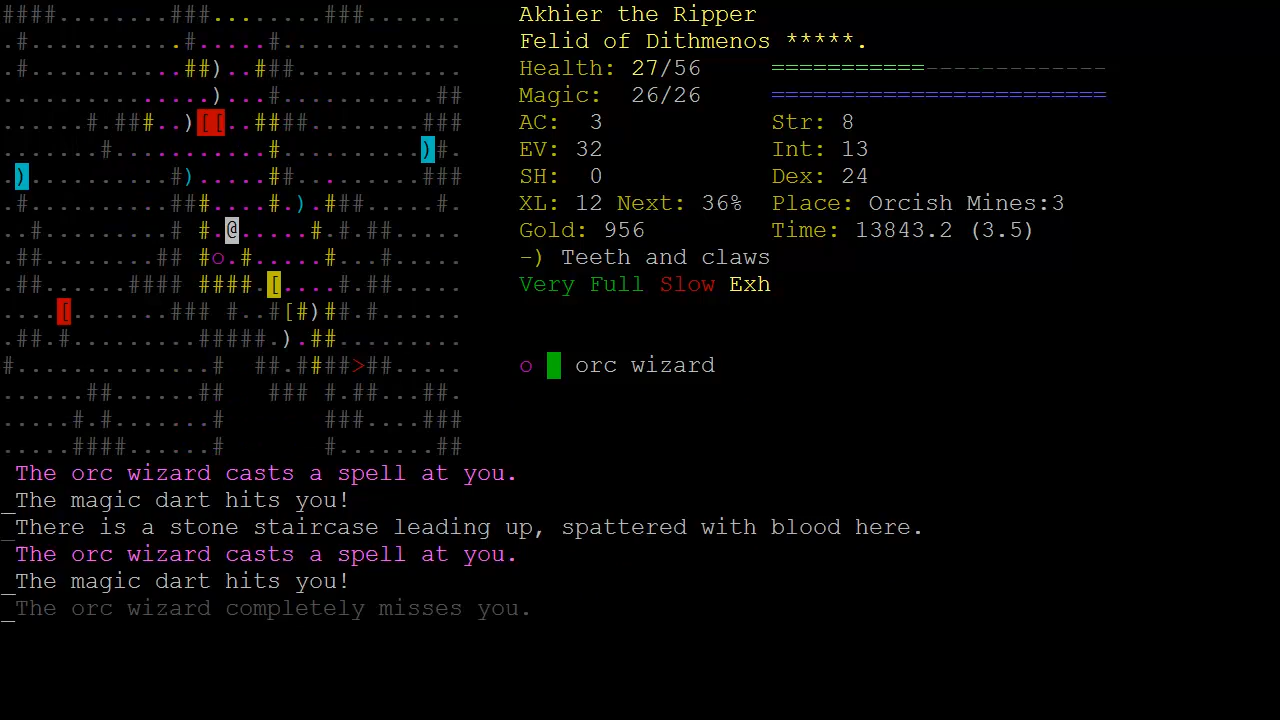 ####........###........###....... Akhier the Ripper
.#...........#.....#............. Felid of Dithmenos *****.
.#...........##)..###............ Health: 27/56 ========================
...............)...#...........## Magic: 26/26 ========================
......#.###..)[[..####........### AC: 3 Str: 8
.......#...........#..........)#. EV: 32 Int: 13
.)..........#).....##.........### SH: 0 Dex: 24
.#..........###....#.).###.....#. XL: 12 Next: 36% Place: Orcish Mines:3
..#.........# #.@.....#.#.##..... Gold: 956 Time: 13843.2 (3.5)
.##........## #o.#.....#...#..... -) Teeth and claws
.##......#### ####.[....#.##..... Very Full Slow Exh
....[.......### #..#[#)##.#......
.##.#.........#####.).##.........
#..............#  ##.####>##..... o orc wizard
......##......##   ### #.##...##.
.....#.#.......#       ###....###
.....####......#       #.......##
The orc wizard casts a spell at you.
_The magic dart hits you!
_There is a stone staircase leading up, spattered with blood here.
The orc wizard casts a spell at you.
_The magic dart hits you!
_The orc wizard completely misses you.